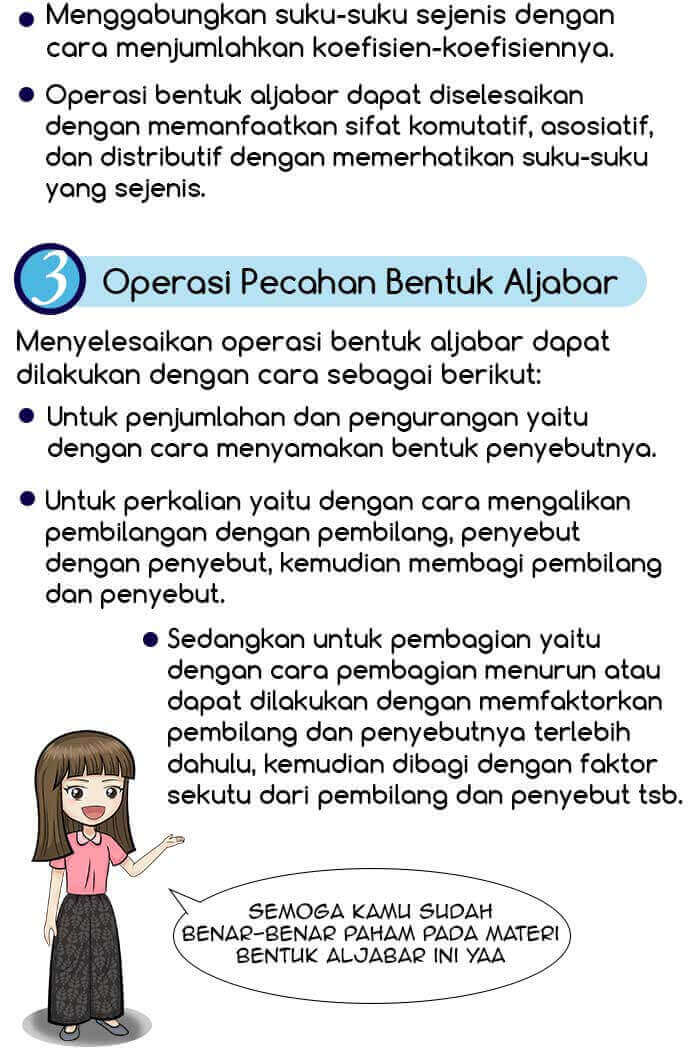 Menggabungkan suku-suku sejenis dengan
cara menjumlahkan koefisien-koefisiennya.
Operasi bentuk aljabar dapat diselesaikan
dengan memanfaatkan sifat komutatif, asosiatif,
dan distributif dengan memerhatikan suku-suku
yang sejenis.
3 Operasi Pecahan Bentuk Aljabar
Menyelesaikan operasi bentuk aljabar dapat
dilakukan dengan cara sebagai berikut:
Untuk penjumlahan dan pengurangan yaitu
dengan cara menyamakan bentuk penyebutnya.
Untuk perkalian yaitu dengan cara mengalikan
pembilangan dengan pembilang, penyebut
dengan penyebut, kemudian membagi pembilang
dan penyebut.
Sedangkan untuk pembagian yaitu
dengan cara pembagian menurun atau
dapat dilakukan dengan memfaktorkan
pembilang dan penyebutnya terlebih
dahulu, kemudian dibagi dengan faktor
sekutu dari pembilang dan penyebut tsb.
SEMOGA KAMU SUDAH
BENAR-BENAR PAHAM PADA MATERI
BENTUK ALJABAR INI YAA